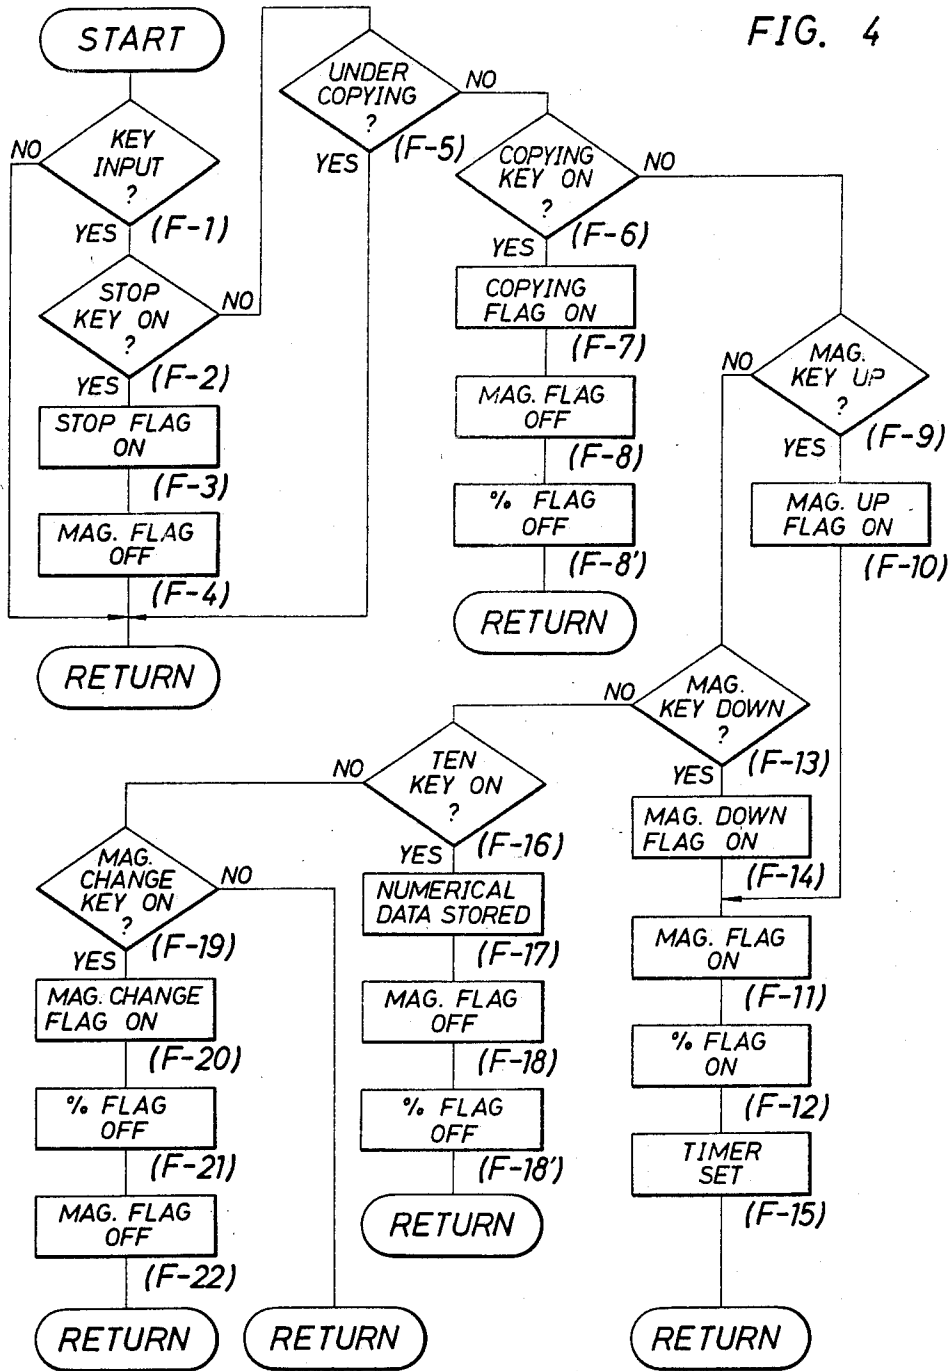 FIG. 4
START
KEY
INPUT
?
NO
YES
(F-1)
STOP
KEY ON
?
NO
YES
(F-2)
STOP FLAG
ON
(F-3)
MAG. FLAG
OFF
(F-4)
RETURN
UNDER
COPYING
?
NO
YES
(F-5)
COPYING
KEY ON
?
NO
YES
(F-6)
COPYING
FLAG ON
(F-7)
MAG. FLAG
OFF
(F-8)
% FLAG
OFF
(F-8')
RETURN
MAG.
KEY UP
?
NO
YES
(F-9)
MAG. UP
FLAG ON
(F-10)
MAG.
KEY DOWN
?
NO
YES
(F-13)
MAG. DOWN
FLAG ON
(F-14)
MAG. FLAG
ON
(F-11)
% FLAG
ON
(F-12)
TIMER
SET
(F-15)
RETURN
TEN
KEY ON
?
NO
YES
(F-16)
NUMERICAL
DATA STORED
(F-17)
MAG. FLAG
OFF
(F-18)
% FLAG
OFF
(F-18')
RETURN
MAG.
CHANGE
KEY ON
?
NO
YES
(F-19)
MAG. CHANGE
FLAG ON
(F-20)
% FLAG
OFF
(F-21)
MAG. FLAG
OFF
(F-22)
RETURN
RETURN